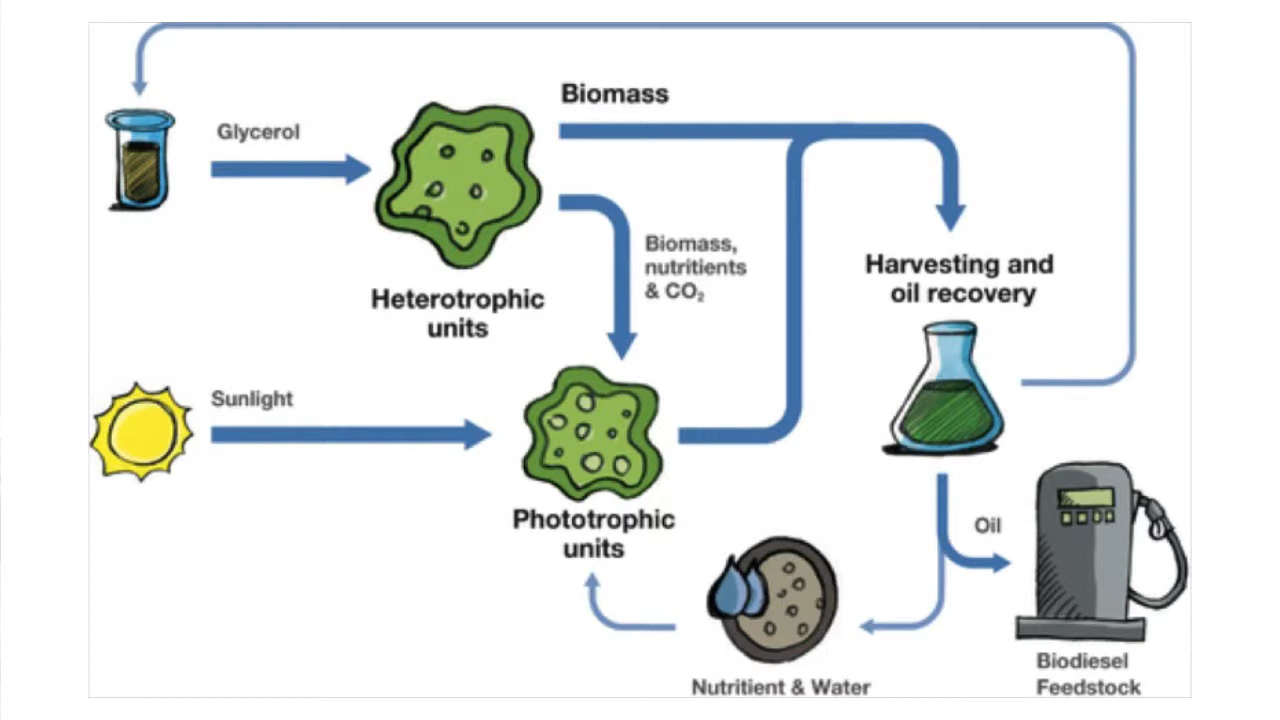 Biomass
Glycerol
Biomass,
nutritients
& CO₂
Harvesting and
oil recovery
Heterotrophic
units
Sunlight
Phototrophic
units
Oil
Nutritient & Water
Biodiesel
Feedstock